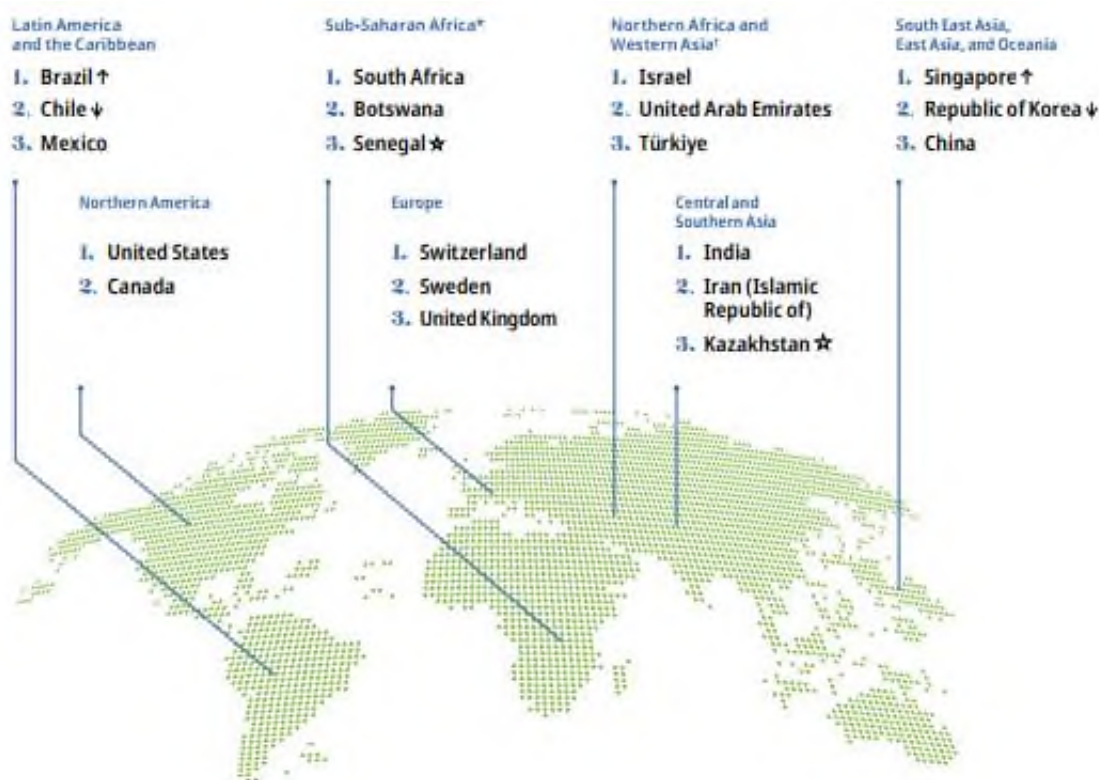 Latin America
and the Caribbean
1. Brazil ↑
2. Chile ↓
3. Mexico
Sub-Saharan Africa*
1. South Africa
2. Botswana
3. Senegal ☆
Northern Africa and
Western Asia†
1. Israel
2. United Arab Emirates
3. Türkiye
South East Asia,
East Asia, and Oceania
1. Singapore ↑
2. Republic of Korea ↓
3. China
Northern America
1. United States
2. Canada
Europe
1. Switzerland
2. Sweden
3. United Kingdom
Central and
Southern Asia
1. India
2. Iran (Islamic
Republic of)
3. Kazakhstan ☆